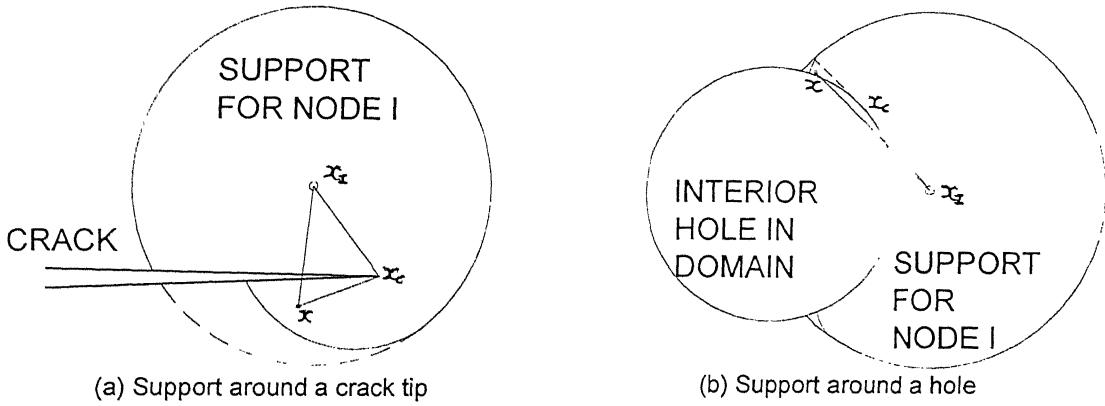 SUPPORT
FOR NODE I
x_I
CRACK
x_c
x
(a) Support around a crack tip
x
x_c
INTERIOR
HOLE IN
DOMAIN
x_I
SUPPORT
FOR
NODE I
(b) Support around a hole